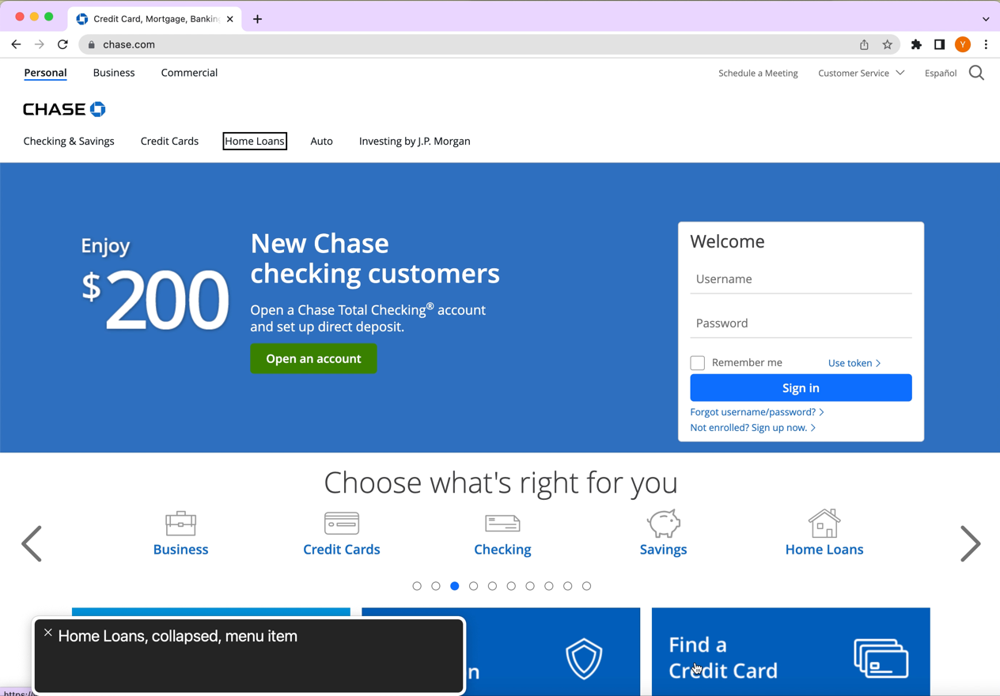 Credit Card, Mortgage, Banking
chase.com
Y
Personal Business Commercial
Schedule a Meeting Customer Service Español
CHASE
Checking & Savings Credit Cards Home Loans Auto Investing by J.P. Morgan
Enjoy
$200
New Chase
checking customers
Open a Chase Total Checking® account
and set up direct deposit.
Open an account
Welcome
Username
Password
Remember me Use token
Sign in
Forgot username/password?
Not enrolled? Sign up now.
Choose what's right for you
Business Credit Cards Checking Savings Home Loans
Home Loans, collapsed, menu item
n
Find a
Credit Card